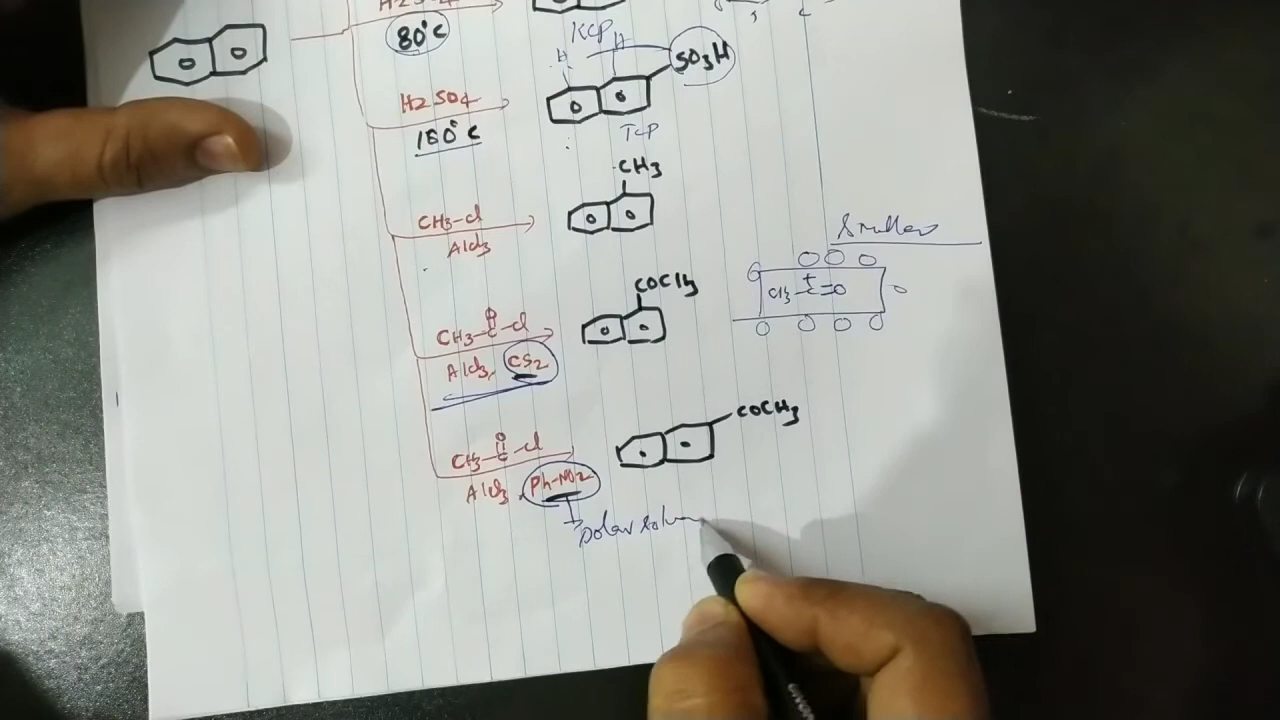 80°C
KCP
H H
SO3H
H2SO4
160°C
TCP
CH3
CH3-Cl
AlCl3
COCH3
O
CH3-C-Cl
AlCl3, CS2
Smaller
+
CH3-C=O
COCH3
O
CH3-C-Cl
AlCl3, Ph-NO2
polar solven